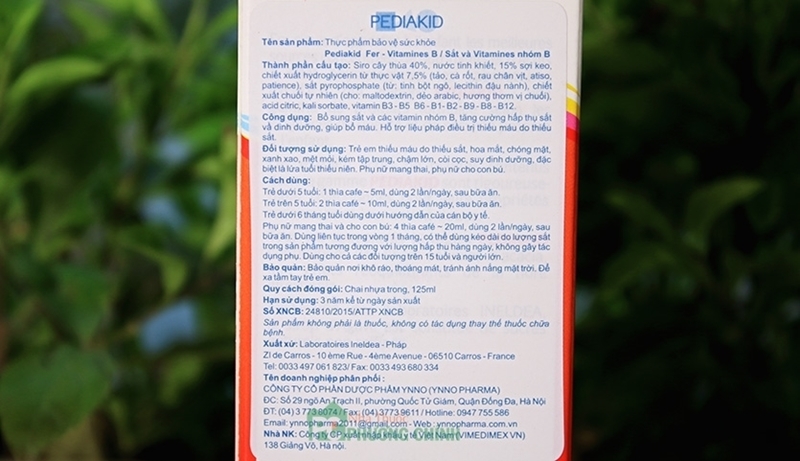 PEDIAKID
Tên sản phẩm: Thực phẩm bảo vệ sức khỏe
Pediakid Fer - Vitamines B / Sắt và Vitamines nhóm B
Thành phần cấu tạo: Siro cây thùa 40%, nước tinh khiết, 15% sợi keo,
chiết xuất hydroglycerin từ thực vật 7,5% (táo, cà rốt, rau chân vịt, atiso,
patience), sắt pyrophosphate (từ: tinh bột ngô, lecithin đậu nành), chiết
xuất chuối tự nhiên (cho: maltodextrin, dẻo arabic, hương thơm vị chuối),
acid citric, kali sorbate, vitamin B3 - B5 B6 - B1 - B2 - B9 - B8 - B12.
Công dụng: Bổ sung sắt và các vitamin nhóm B, tăng cường hấp thụ sắt
và dinh dưỡng, giúp bổ máu. Hỗ trợ liệu pháp điều trị thiếu máu do thiếu
sắt.
Đối tượng sử dụng: Trẻ em thiếu máu do thiếu sắt, hoa mắt, chóng mặt,
xanh xao, mệt mỏi, kém tập trung, chậm lớn, còi cọc, suy dinh dưỡng, đặc
biệt là lứa tuổi thiếu niên. Phụ nữ mang thai, phụ nữ cho con bú.
Cách dùng:
Trẻ dưới 5 tuổi: 1 thìa cafe ~ 5ml, dùng 2 lần/ngày, sau bữa ăn.
Trẻ trên 5 tuổi: 2 thìa cafe ~ 10ml, dùng 2 lần/ngày, sau bữa ăn.
Trẻ dưới 6 tháng tuổi dùng dưới hướng dẫn của cán bộ y tế.
Phụ nữ mang thai và cho con bú: 4 thìa cafê ~ 20ml, dùng 2 lần/ngày, sau
bữa ăn. Dùng liên tục trong vòng 1 tháng, có thể dùng kéo dài do lượng sắt
trong sản phẩm tương đương với lượng hấp thu hàng ngày, không gây tác
dụng phụ. Dùng cho cả các đối tượng trên 15 tuổi và người lớn.
Bảo quản: Bảo quản nơi khô ráo, thoáng mát, tránh ánh nắng mặt trời. Để
xa tầm tay trẻ em.
Quy cách đóng gói: Chai nhựa trong, 125ml
Hạn sử dụng: 3 năm kể từ ngày sản xuất
Số XNCB: 24810/2015/ATTP XNCB
Sản phẩm không phải là thuốc, không có tác dụng thay thế thuốc chữa
bệnh.
Xuất xứ: Laboratoires Ineldea - Pháp
ZI de Carros - 10 ème Rue - 4ème Avenue - 06510 Carros - France
Tel: 0033 497 061 823/ Fax: 0033 493 680 334
Tên doanh nghiệp phân phối :
CÔNG TY CỔ PHẦN DƯỢC PHẨM YNNO (YNNO PHARMA)
ĐC: Số 29 ngõ An Trạch II, phường Quốc Tử Giám, Quận Đống Đa, Hà Nội
ĐT: (04) 3 773 6074 / Fax: (04) 3773 9611 / Hotline: 0947 755 586
Email: ynnopharma2011@gmail.com - Web : ynnopharma.com.vn
Nhà NK: Công ty CP xuất nhập khẩu y tế Việt Nam (VIMEDIMEX VN)
138 Giảng Võ, Hà Nội.
NHÀ THUỐC
PHƯƠNG CHÍNH